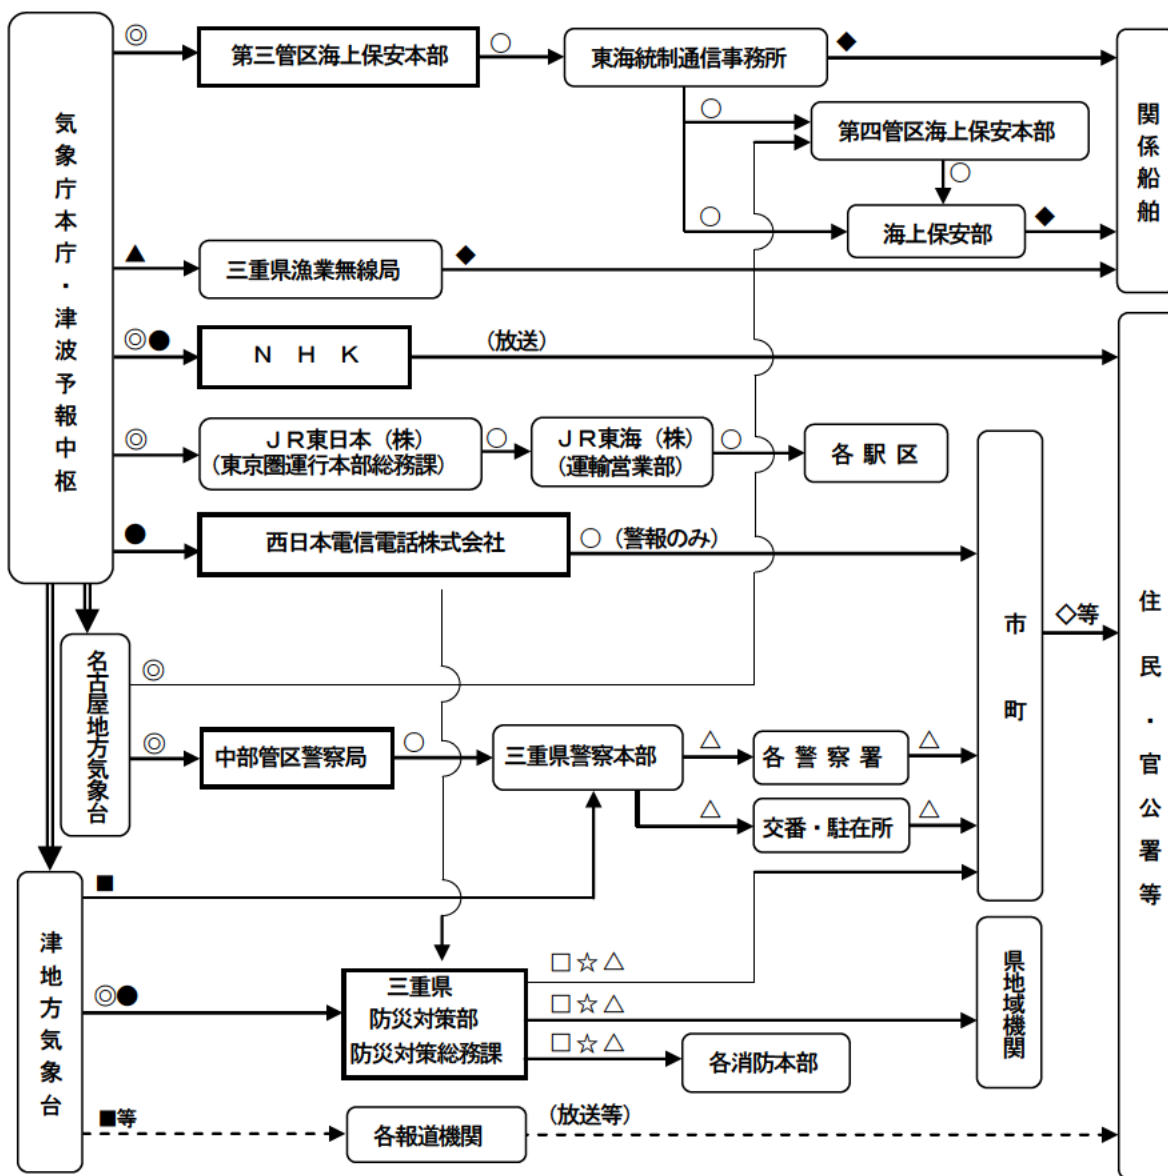 気象庁本庁・津波予報中枢
◎
第三管区海上保安本部
○
東海統制通信事務所
◆
関係船舶
○
第四管区海上保安本部
○
○
海上保安部
◆
▲
三重県漁業無線局
◆
◎●
ＮＨＫ
（放送）
◎
ＪＲ東日本（株）
（東京圏運行本部総務課）
○
ＪＲ東海（株）
（運輸営業部）
○
各駅区
●
西日本電信電話株式会社
○（警報のみ）
市町
◇等
住民・官公署等
名古屋地方気象台
◎
◎
中部管区警察局
○
三重県警察本部
△
各警察署
△
△
交番・駐在所
△
津地方気象台
■
◎●
三重県
防災対策部
防災対策総務課
□☆△
□☆△
県地域機関
□☆△
各消防本部
■等
各報道機関
（放送等）